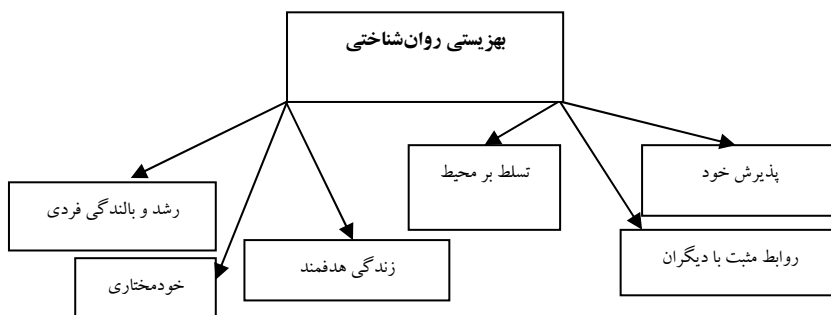 بهزیستی روان‌شناختی
پذیرش خود
تسلط بر محیط
رشد و بالندگی فردی
روابط مثبت با دیگران
زندگی هدفمند
خودمختاری